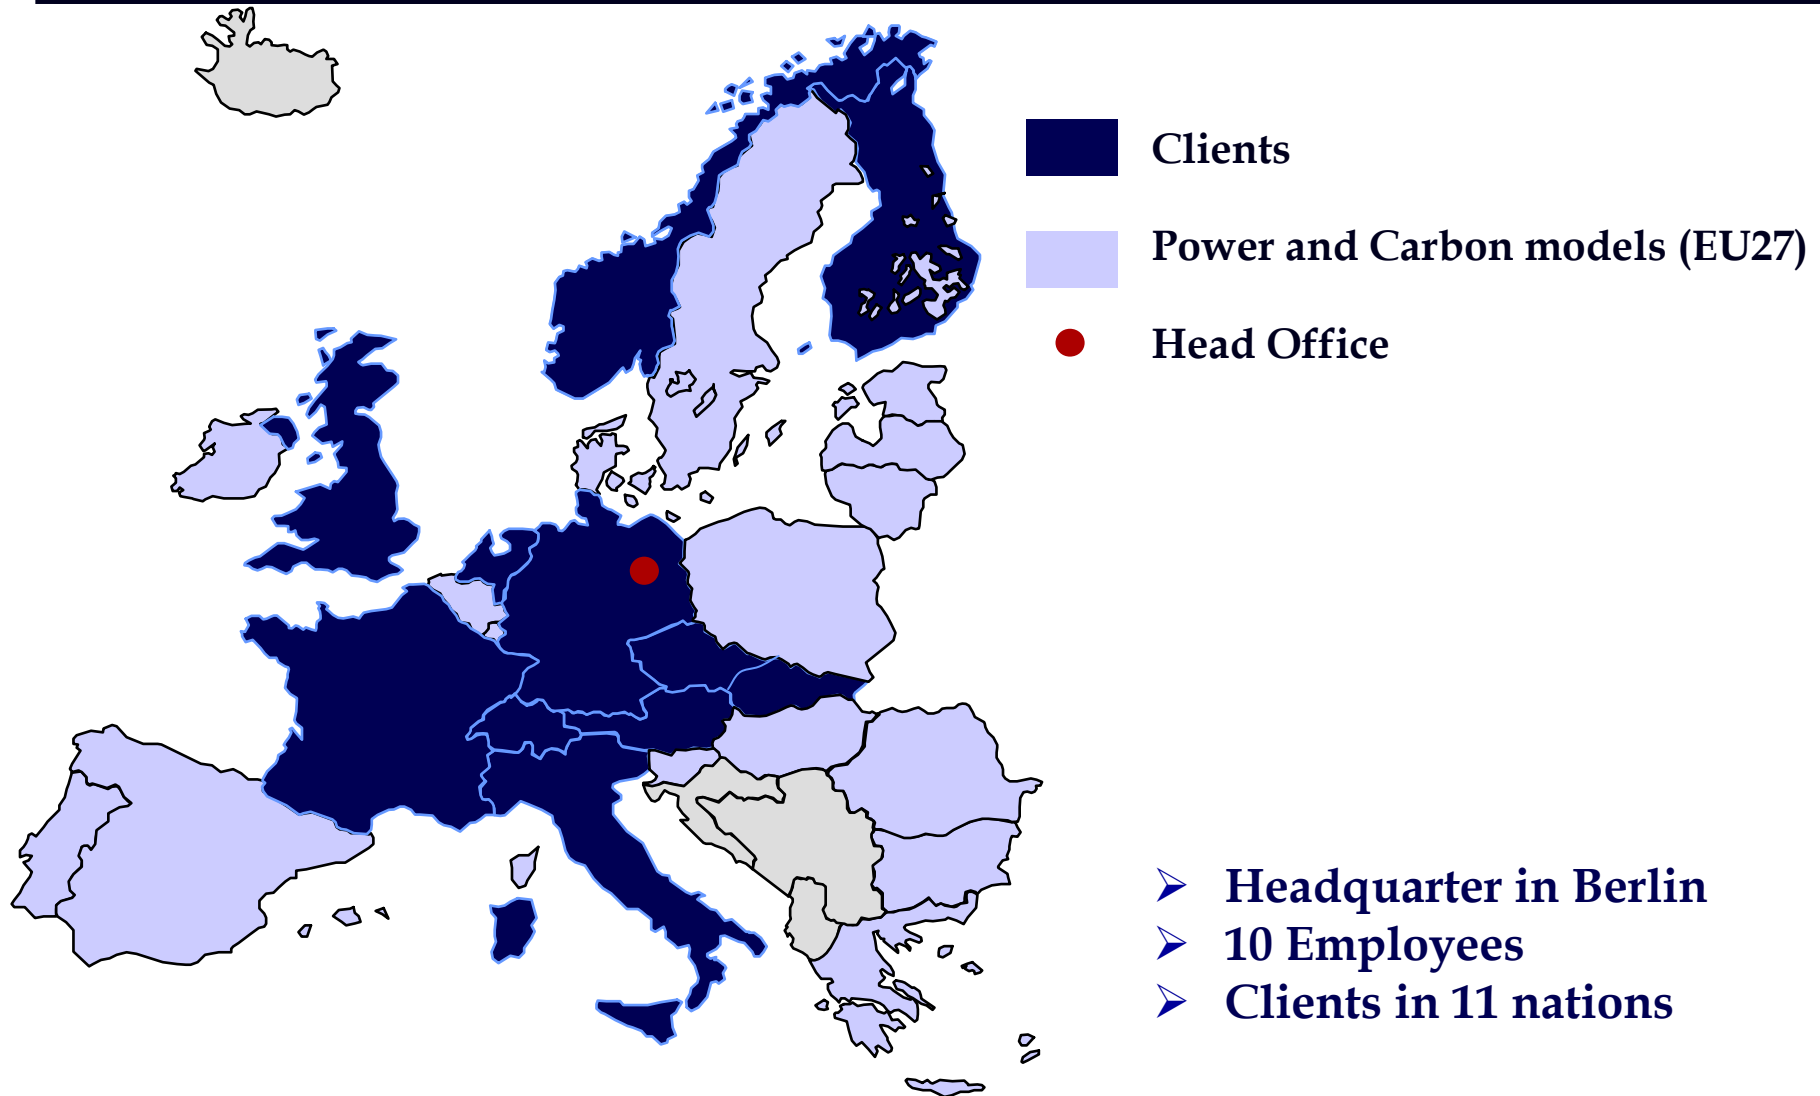 Clients
Power and Carbon models (EU27)
Head Office
➢ Headquarter in Berlin
➢ 10 Employees
➢ Clients in 11 nations